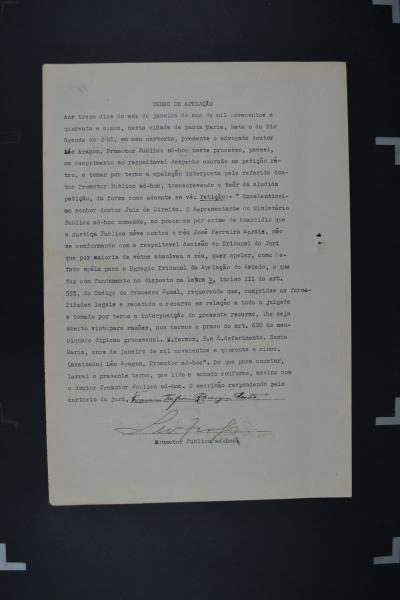 TERMO DE APELAÇÃO
Aos treze dias do mes de janeiro do ano de mil novecentos e
quarenta e cinco, nesta cidade de Santa Maria, Estado do Rio
Grande do Sul, em meu cartorio, presente o advogado doutor
Léo Aragon, Promotor Publico ad-hoc neste processo, passei,
em cumprimento ao respeitavel despacho exarado na petição re-
tro, a tomar por termo a apelação interposta pelo referido dou-
tor Promotor Publico ad-hoc, transcrevendo o teôr da aludida
petição, da forma como adeante se vê: Petição:- " Excelentissi-
mo senhor doutor Juiz de Direito. O Representante do Ministério
Publico ad-hoc nomeado, no processo por crime de homicidio que
a Justiça Publica móve contra o réu José Ferreira Morais, não
se conformando com o respeitavel decisão do Tribunal do Juri
que por maioria de vótos absolveu o réu, quer apelar, como de-
fato apéla para o Egregio Tribunal de Apelação do Estado, o que
faz com fundamento no disposto na letra b, inciso III do art.
593, do Codigo do Processo Penal, requerendo que, cumpridas as forma-
lidades legais e recebido o recurso em relação a todo o julgado
e tomado por termo a interposição do presente recurso, lhe seja
aberto vista para razões, nos termos e prazo do art. 600 do men-
cionado diploma processual. N.Termos, P.e E.deferimento. Santa
Maria, onze de janeiro de mil novecentos e quarenta e cinco.
(assinado) Léo Aragon, Promotor ad-hoc". Do que para constar,
lavrei o presente termo, que lido e achado conforme, assina com
o doutor Promotor Publico ad-hoc. O escrivão respondendo pelo
cartorio do juri,
Promotor Publico ad-hoc